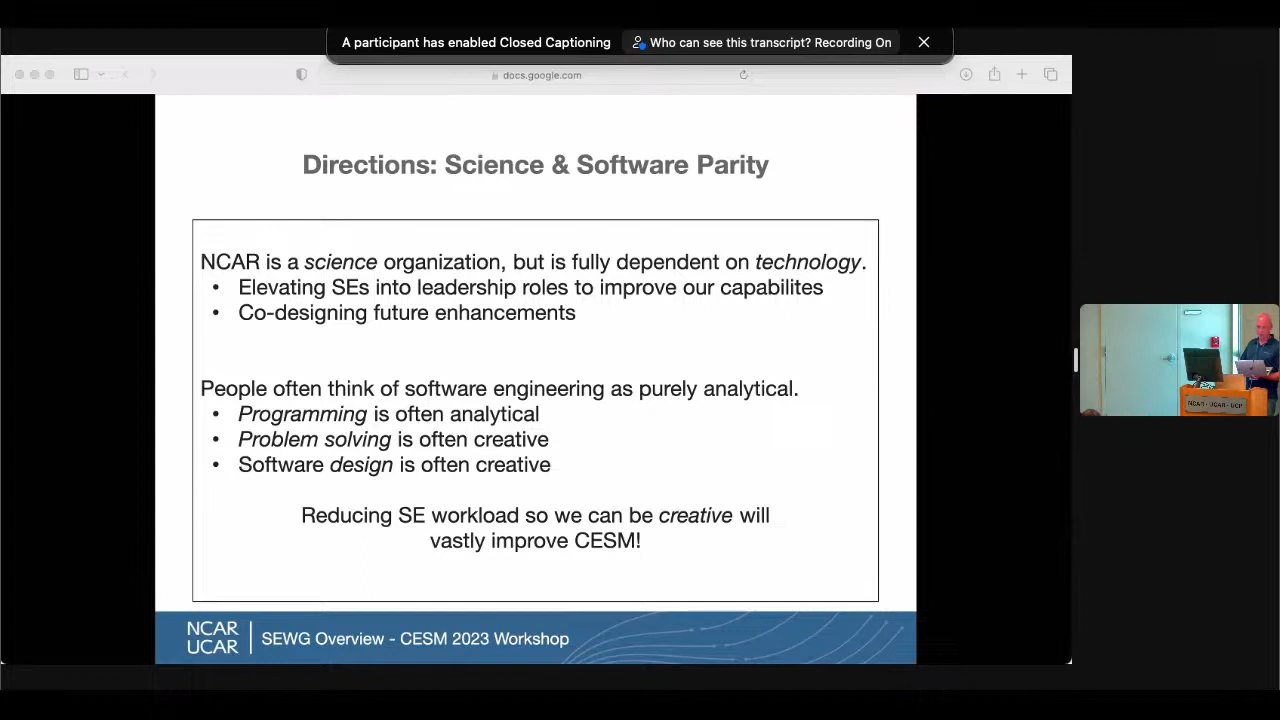 A participant has enabled Closed Captioning Who can see this transcript? Recording On
docs.google.com
Directions: Science & Software Parity
NCAR is a science organization, but is fully dependent on technology.
• Elevating SEs into leadership roles to improve our capabilites
• Co-designing future enhancements
People often think of software engineering as purely analytical.
• Programming is often analytical
• Problem solving is often creative
• Software design is often creative
Reducing SE workload so we can be creative will
vastly improve CESM!
NCAR
UCAR
SEWG Overview - CESM 2023 Workshop
NCAR - UCAR - UCP